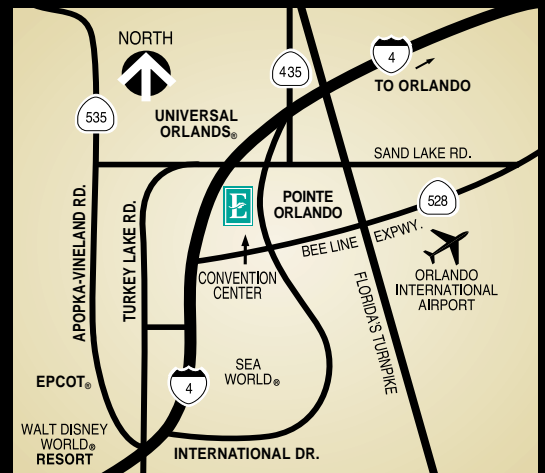 NORTH
4
TO ORLANDO
435
535
UNIVERSAL
ORLANDS®
SAND LAKE RD.
APOPKA-VINELAND RD.
TURKEY LAKE RD.
E
POINTE
ORLANDO
528
BEE LINE EXPWY.
CONVENTION
CENTER
FLORIDA'S TURNPIKE
ORLANDO
INTERNATIONAL
AIRPORT
SEA
WORLD®
EPCOT®
4
WALT DISNEY
WORLD®
RESORT
INTERNATIONAL DR.